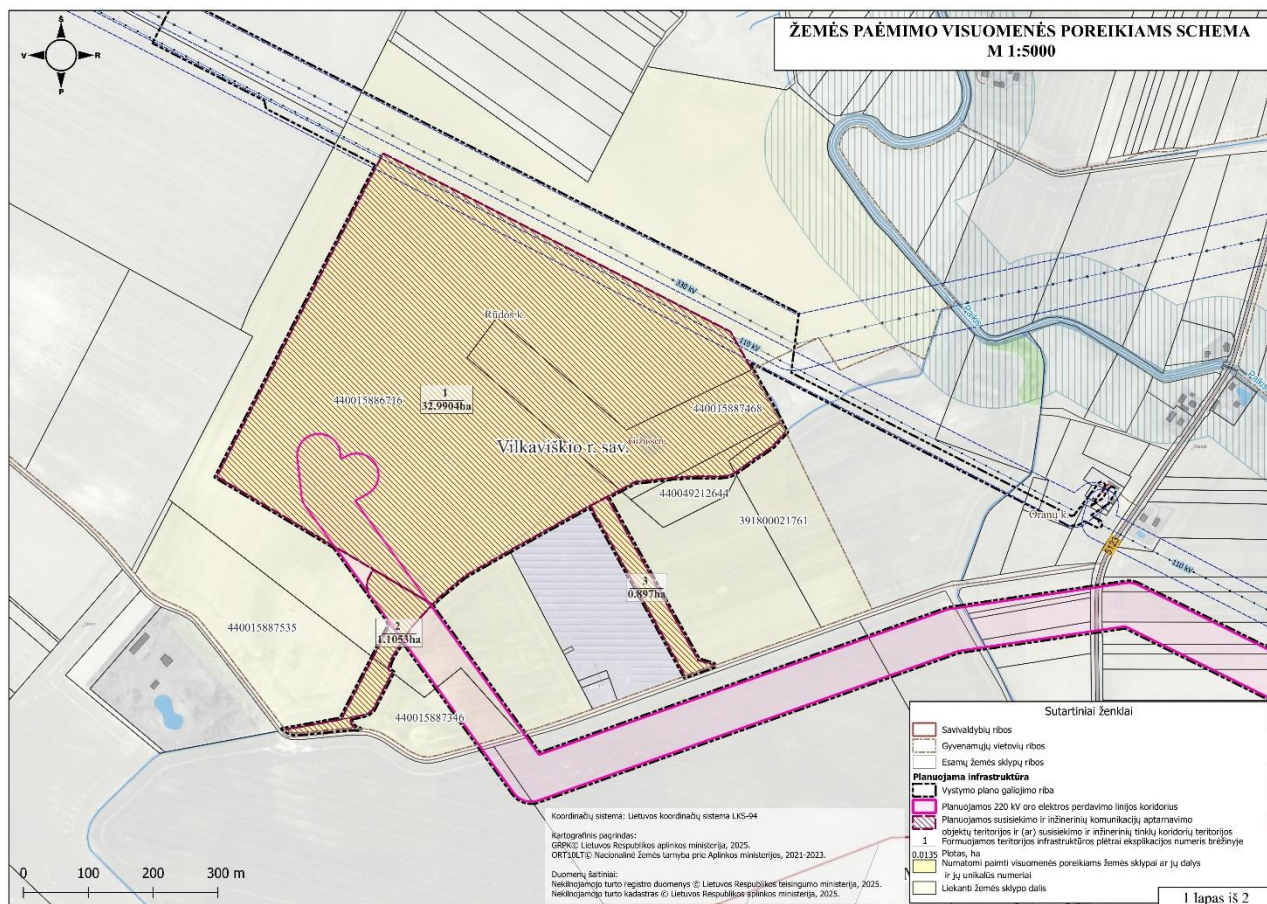 ŽEMĖS PAĖMIMO VISUOMENĖS POREIKIAMS SCHEMA
M 1:5000
Š
V
R
P
330 kV
110 kV
Rūdos k.
Raikis
1
32.9904ha
440015886716
440015887468
Vilkaviškio r. sav.
440049212644
391800021761
Oranų k.
5123
110 kV
3
0.897ha
2
1.1053ha
440015887535
440015887346
Sutartiniai ženklai
Savivaldybių ribos
Gyvenamųjų vietovių ribos
Esamų žemės sklypų ribos
Planuojama infrastruktūra
Vystymo plano galiojimo riba
Planuojamos 220 kV oro elektros perdavimo linijos koridorius
Planuojamos susisiekimo ir inžinerinių komunikacijų aptarnavimo
objektų teritorijos ir (ar) susisiekimo ir inžinerinių tinklų koridorių teritorijos
1 Formuojamos teritorijos infrastruktūros plėtrai eksplikacijos numeris brėžinyje
0.0135 Plotas, ha
Numatomi paimti visuomenės poreikiams žemės sklypai ar jų dalys
ir jų unikalūs numeriai
Liekanti žemės sklypo dalis
Koordinačių sistema: Lietuvos koordinačių sistema LKS-94
Kartografinis pagrindas:
GRPK© Lietuvos Respublikos aplinkos ministerija, 2025.
ORT10LT© Nacionalinė žemės tarnyba prie Aplinkos ministerijos, 2021-2023.
Duomenų šaltiniai:
Nekilnojamojo turto registro duomenys © Lietuvos Respublikos teisingumo ministerija, 2025.
Nekilnojamojo turto kadastras © Lietuvos Respublikos aplinkos ministerija, 2025.
0 100 200 300 m
1 lapas iš 2